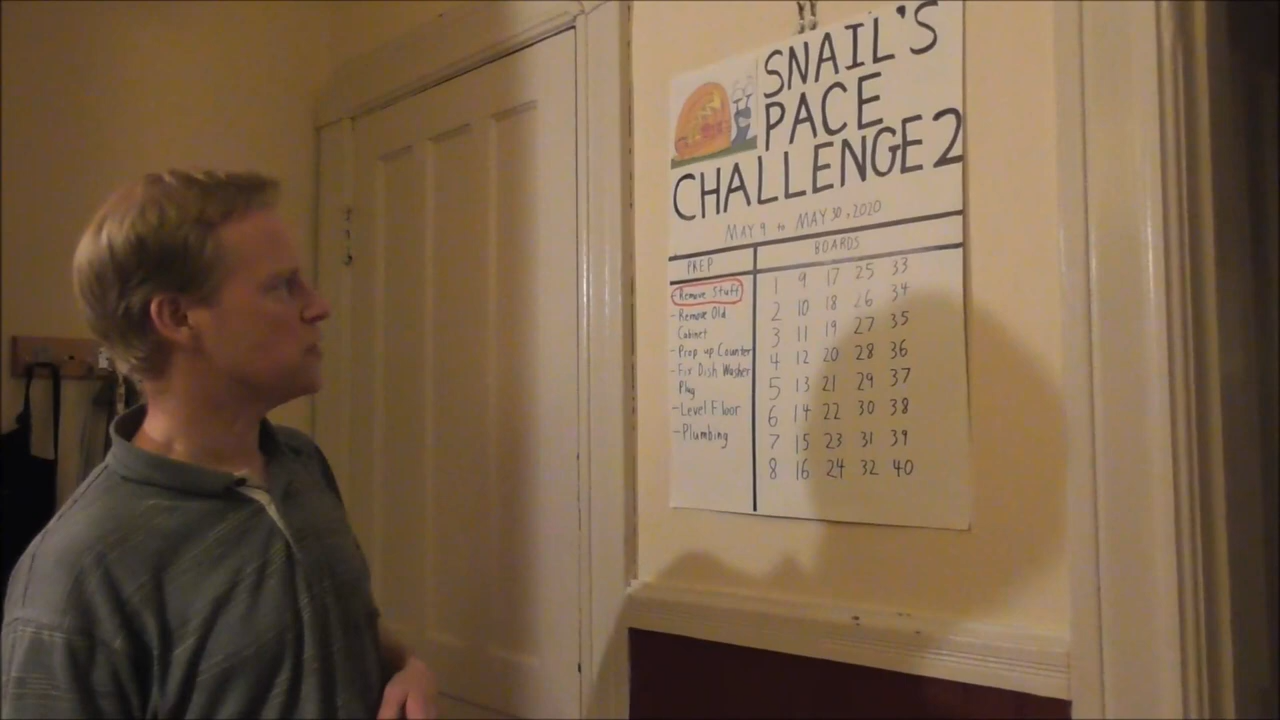 SNAIL'S
PACE
CHALLENGE 2
MAY 9 to MAY 30, 2020
PREP
- Remove Stuff
- Remove Old
Cabinet
- Prop up Counter
- Fix Dish Washer
Plug
- Level Floor
- Plumbing
BOARDS
1 9 17 25 33
2 10 18 26 34
3 11 19 27 35
4 12 20 28 36
5 13 21 29 37
6 14 22 30 38
7 15 23 31 39
8 16 24 32 40